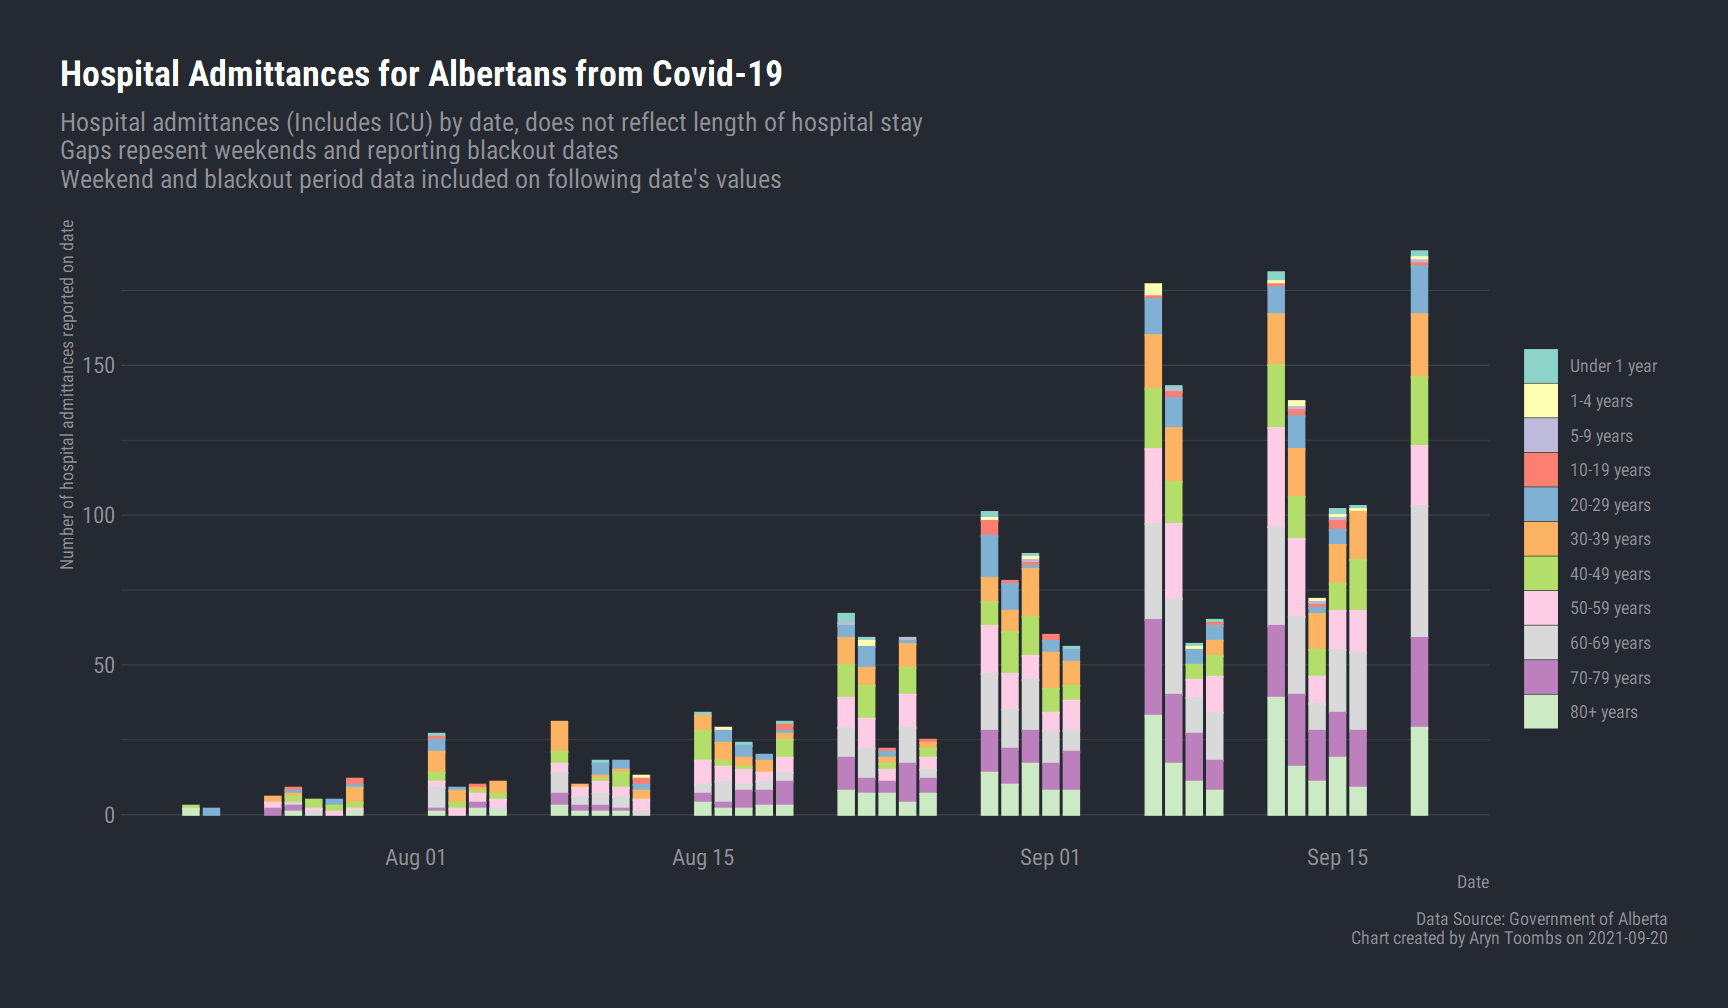 Hospital Admittances for Albertans from Covid-19
Hospital admittances (Includes ICU) by date, does not reflect length of hospital stay
Gaps repesent weekends and reporting blackout dates
Weekend and blackout period data included on following date's values
Number of hospital admittances reported on date
150
100
50
0
Aug 01
Aug 15
Sep 01
Sep 15
Date
Under 1 year
1-4 years
5-9 years
10-19 years
20-29 years
30-39 years
40-49 years
50-59 years
60-69 years
70-79 years
80+ years
Data Source: Government of Alberta
Chart created by Aryn Toombs on 2021-09-20